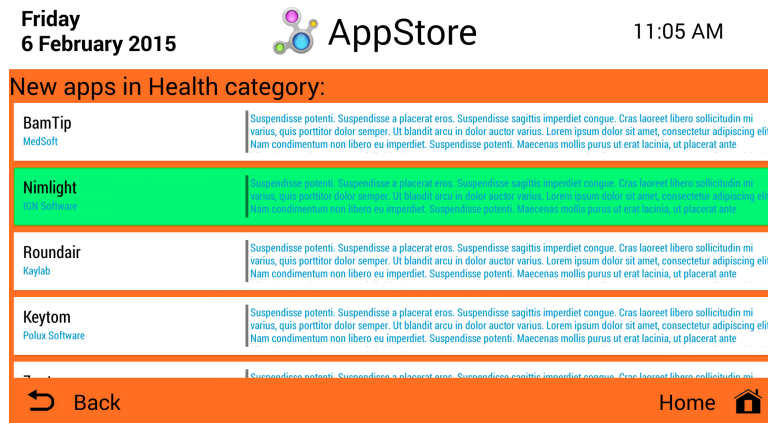 Friday
6 February 2015
AppStore
11:05 AM
New apps in Health category:
BamTip
MedSoft
Suspendisse potenti. Suspendisse a placerat eros. Suspendisse sagittis imperdiet congue. Cras laoreet libero sollicitudin mi
varius, quis porttitor dolor semper. Ut blandit arcu in dolor auctor varius. Lorem ipsum dolor sit amet, consectetur adipiscing elit
Nam condimentum non libero eu imperdiet. Suspendisse potenti. Maecenas mollis purus ut erat lacinia, ut placerat ante
Nimlight
IGN Software
Suspendisse potenti. Suspendisse a placerat eros. Suspendisse sagittis imperdiet congue. Cras laoreet libero sollicitudin mi
varius, quis porttitor dolor semper. Ut blandit arcu in dolor auctor varius. Lorem ipsum dolor sit amet, consectetur adipiscing elit
Nam condimentum non libero eu imperdiet. Suspendisse potenti. Maecenas mollis purus ut erat lacinia, ut placerat ante
Roundair
Kaylab
Suspendisse potenti. Suspendisse a placerat eros. Suspendisse sagittis imperdiet congue. Cras laoreet libero sollicitudin mi
varius, quis porttitor dolor semper. Ut blandit arcu in dolor auctor varius. Lorem ipsum dolor sit amet, consectetur adipiscing elit
Nam condimentum non libero eu imperdiet. Suspendisse potenti. Maecenas mollis purus ut erat lacinia, ut placerat ante
Keytom
Polux Software
Suspendisse potenti. Suspendisse a placerat eros. Suspendisse sagittis imperdiet congue. Cras laoreet libero sollicitudin mi
varius, quis porttitor dolor semper. Ut blandit arcu in dolor auctor varius. Lorem ipsum dolor sit amet, consectetur adipiscing elit
Nam condimentum non libero eu imperdiet. Suspendisse potenti. Maecenas mollis purus ut erat lacinia, ut placerat ante
Suspendisse potenti. Suspendisse a placerat eros. Suspendisse sagittis imperdiet congue. Cras laoreet libero sollicitudin mi
Back
Home